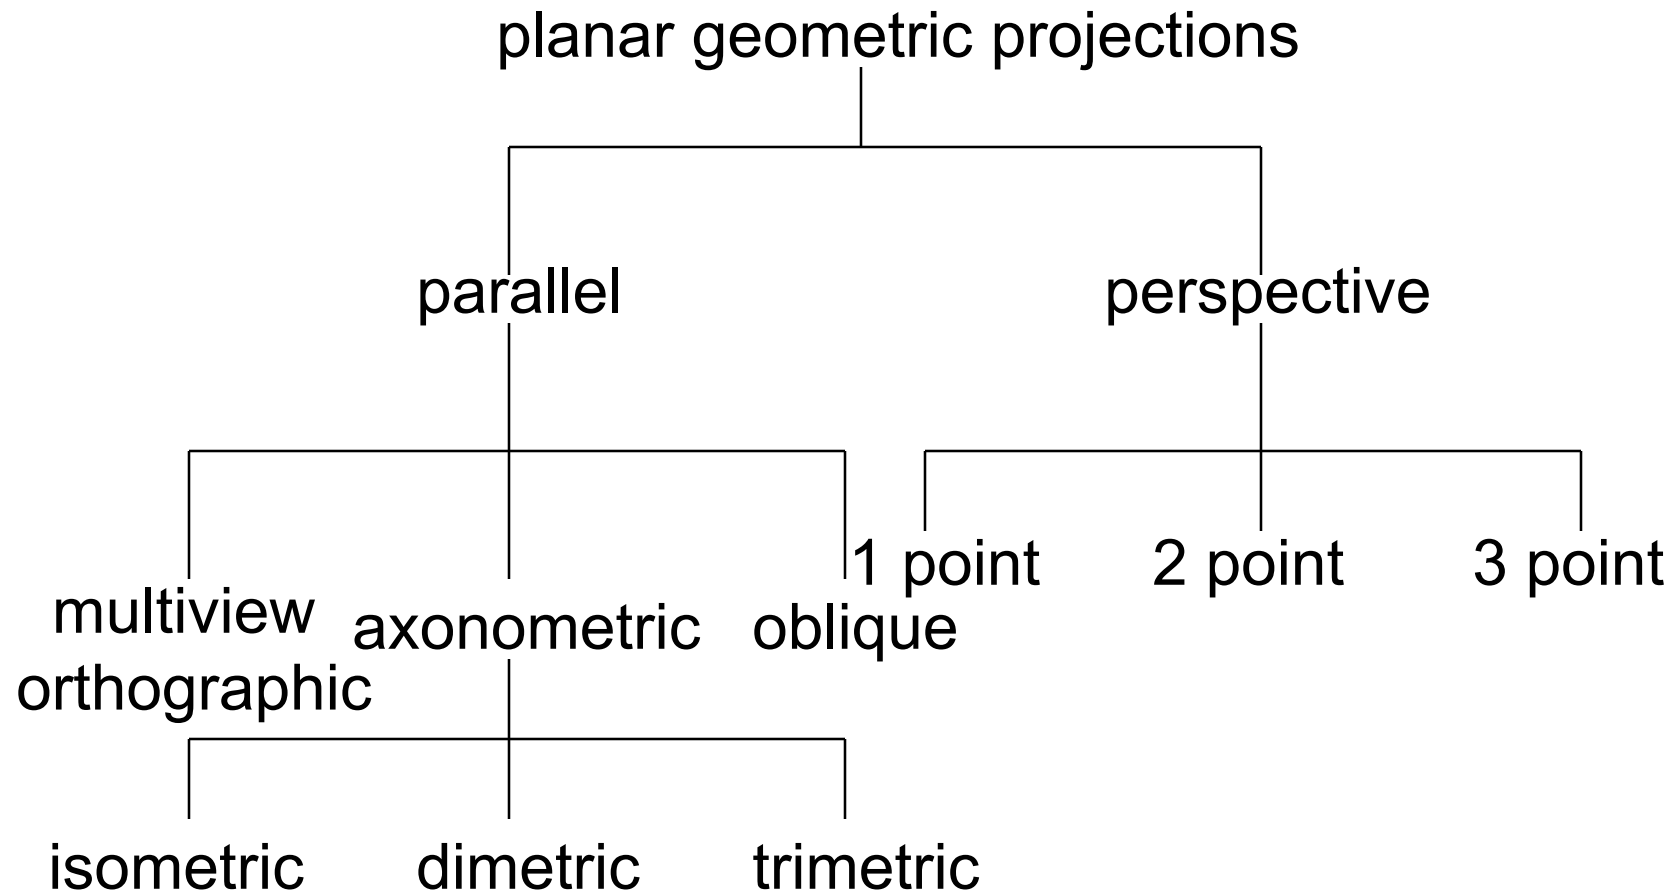 planar geometric projections
parallel
perspective
1 point
2 point
3 point
multiview
orthographic
axonometric
oblique
isometric
dimetric
trimetric